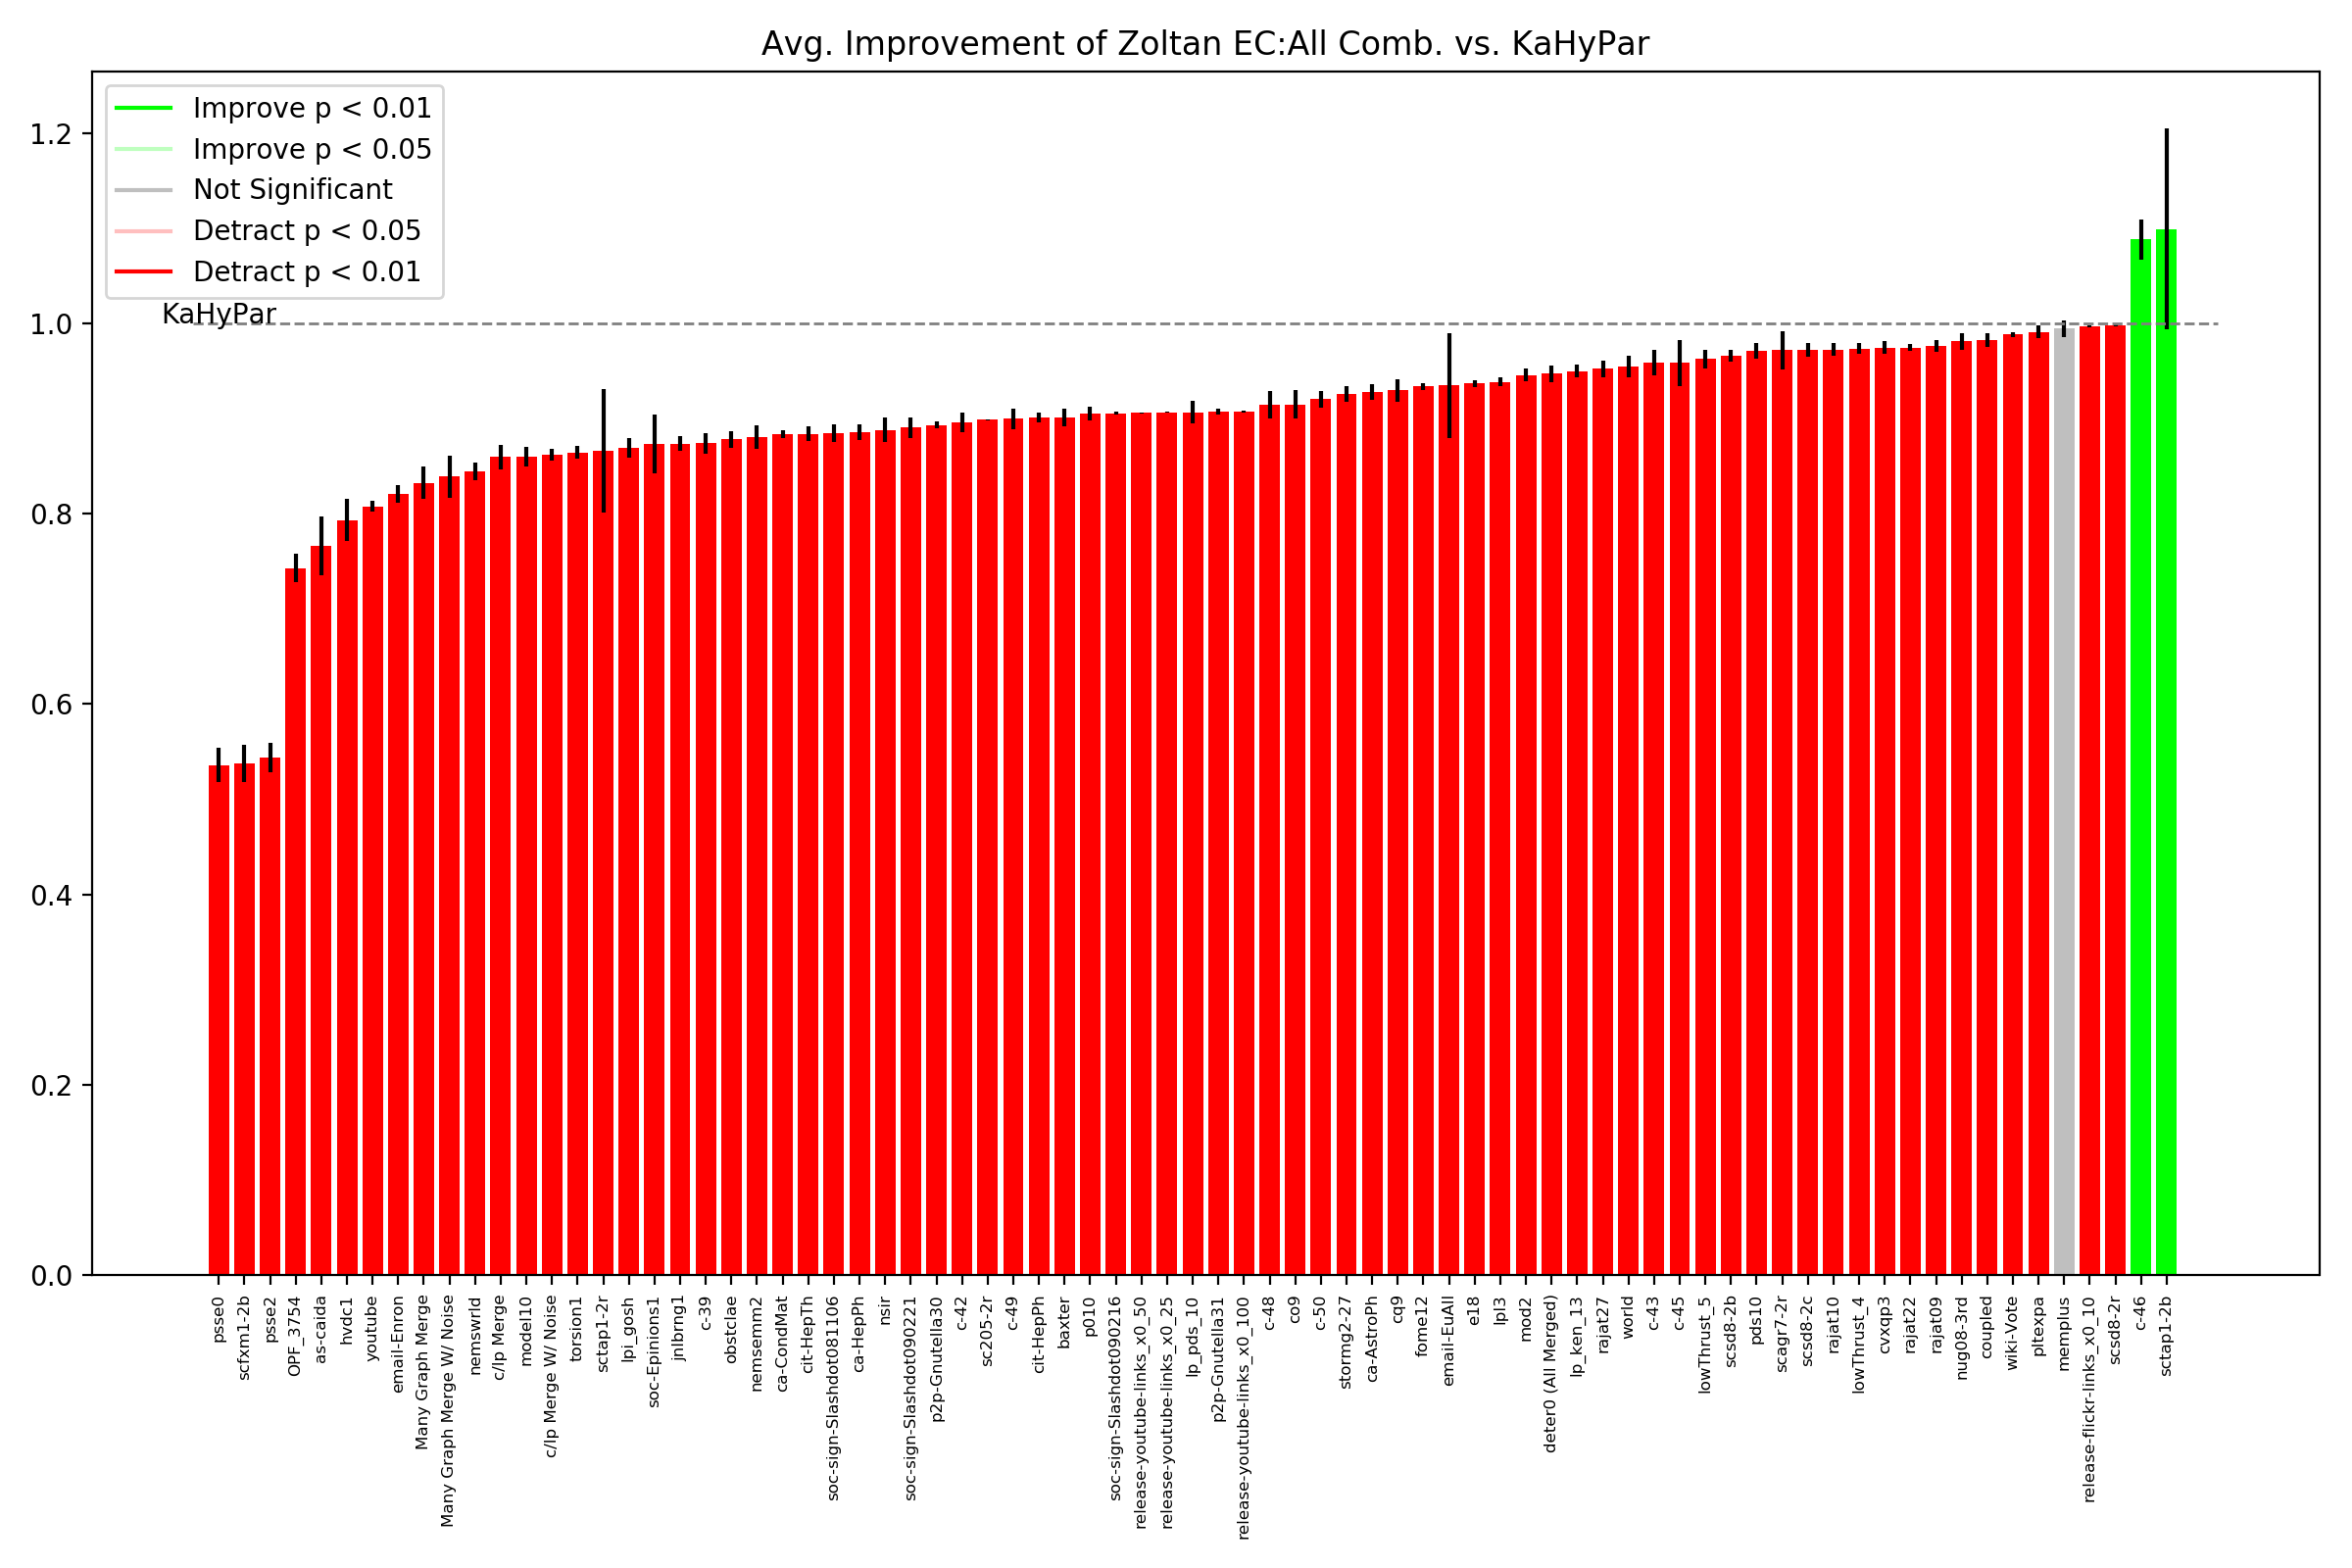 Avg. Improvement of Zoltan EC:All Comb. vs. KaHyPar
Improve p < 0.01
Improve p < 0.05
Not Significant
Detract p < 0.05
Detract p < 0.01
KaHyPar
1.2
1.0
0.8
0.6
0.4
0.2
0.0
psse0
scfxm1-2b
psse2
OPF_3754
as-caida
hvdc1
youtube
email-Enron
Many Graph Merge
Many Graph Merge W/ Noise
nemswrld
c/lp Merge
model10
c/lp Merge W/ Noise
torsion1
sctap1-2r
lpi_gosh
soc-Epinions1
jnlbrng1
c-39
obstclae
nemsemm2
ca-CondMat
cit-HepTh
soc-sign-Slashdot081106
ca-HepPh
nsir
soc-sign-Slashdot090221
p2p-Gnutella30
c-42
sc205-2r
c-49
cit-HepPh
baxter
p010
soc-sign-Slashdot090216
release-youtube-links_x0_50
release-youtube-links_x0_25
lp_pds_10
p2p-Gnutella31
release-youtube-links_x0_100
c-48
co9
c-50
stormg2-27
ca-AstroPh
cq9
fome12
email-EuAll
e18
lpl3
mod2
deter0 (All Merged)
lp_ken_13
rajat27
world
c-43
c-45
lowThrust_5
scsd8-2b
pds10
scagr7-2r
scsd8-2c
rajat10
lowThrust_4
cvxqp3
rajat22
rajat09
nug08-3rd
coupled
wiki-Vote
pltexpa
memplus
release-flickr-links_x0_10
scsd8-2r
c-46
sctap1-2b